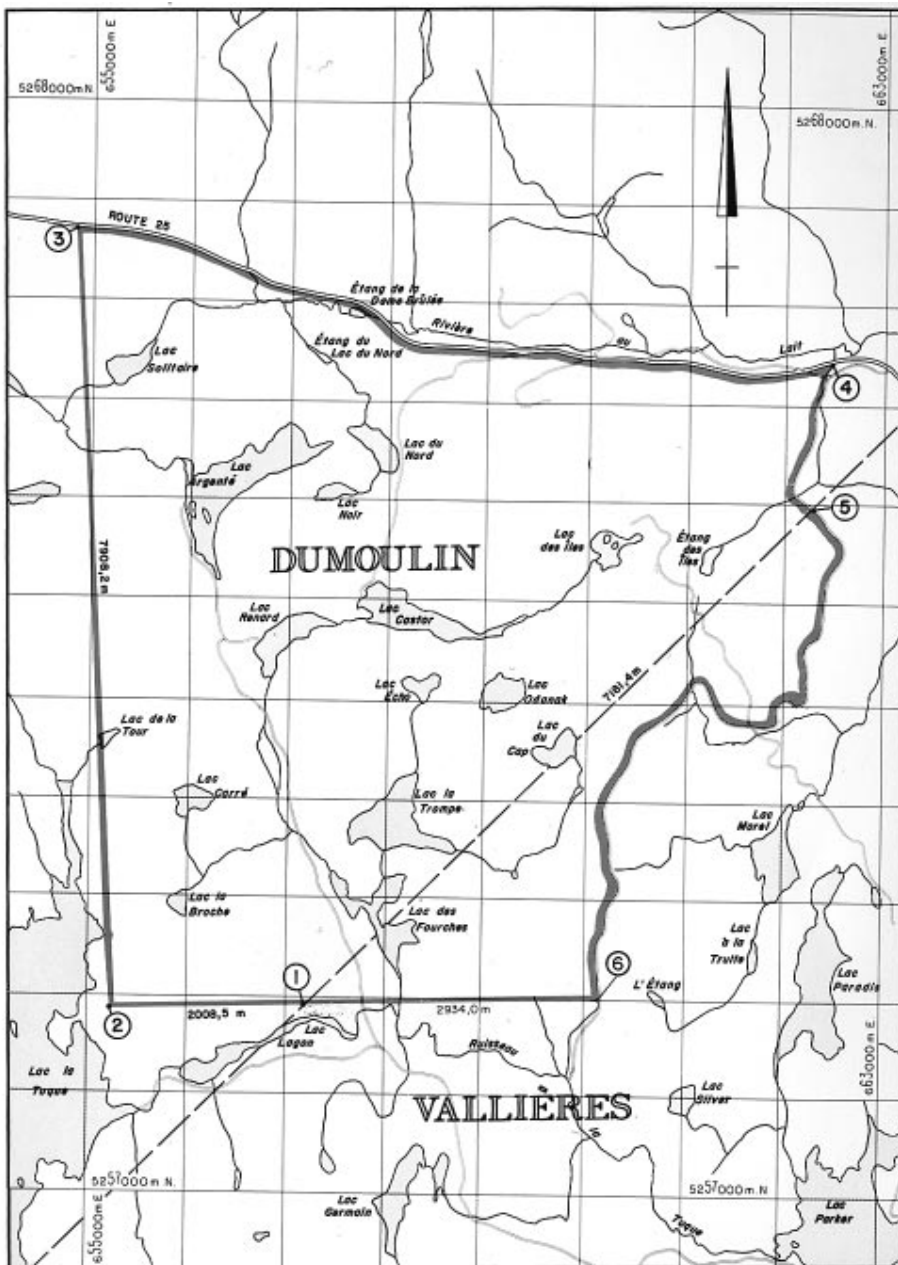 655000m E
663000m E
5268000m N.
5268000m N.
ROUTE 25
3
Étang de la
Dame Brûlée
Rivière
au
Lait
Étang du
Lac du Nord
Lac
Solitaire
4
Lac du
Nord
Lac
Argenté
Lac
Noir
5
Lac
des Îles
Étang
des
Îles
7908,2 m
DUMOULIN
Lac
Renard
Lac
Castor
7181,4 m
Lac
Écho
Lac
Odanak
Lac de la
Tour
Lac
du
Cap
Lac
Carré
Lac la
Trompe
Lac
Morel
Lac la
Broche
Lac des
Fourches
Lac
à la
Truite
6
1
L'Étang
Lac
Paradis
2
2008,5 m
2934,0m
Lac
Lagon
Ruisseau
Lac la
Tuque
663000m E
Lac
Silver
VALLIÈRES
la
5257000m N.
5257000m N
Lac
Germain
Lac
Parker
Tuque
655000m E